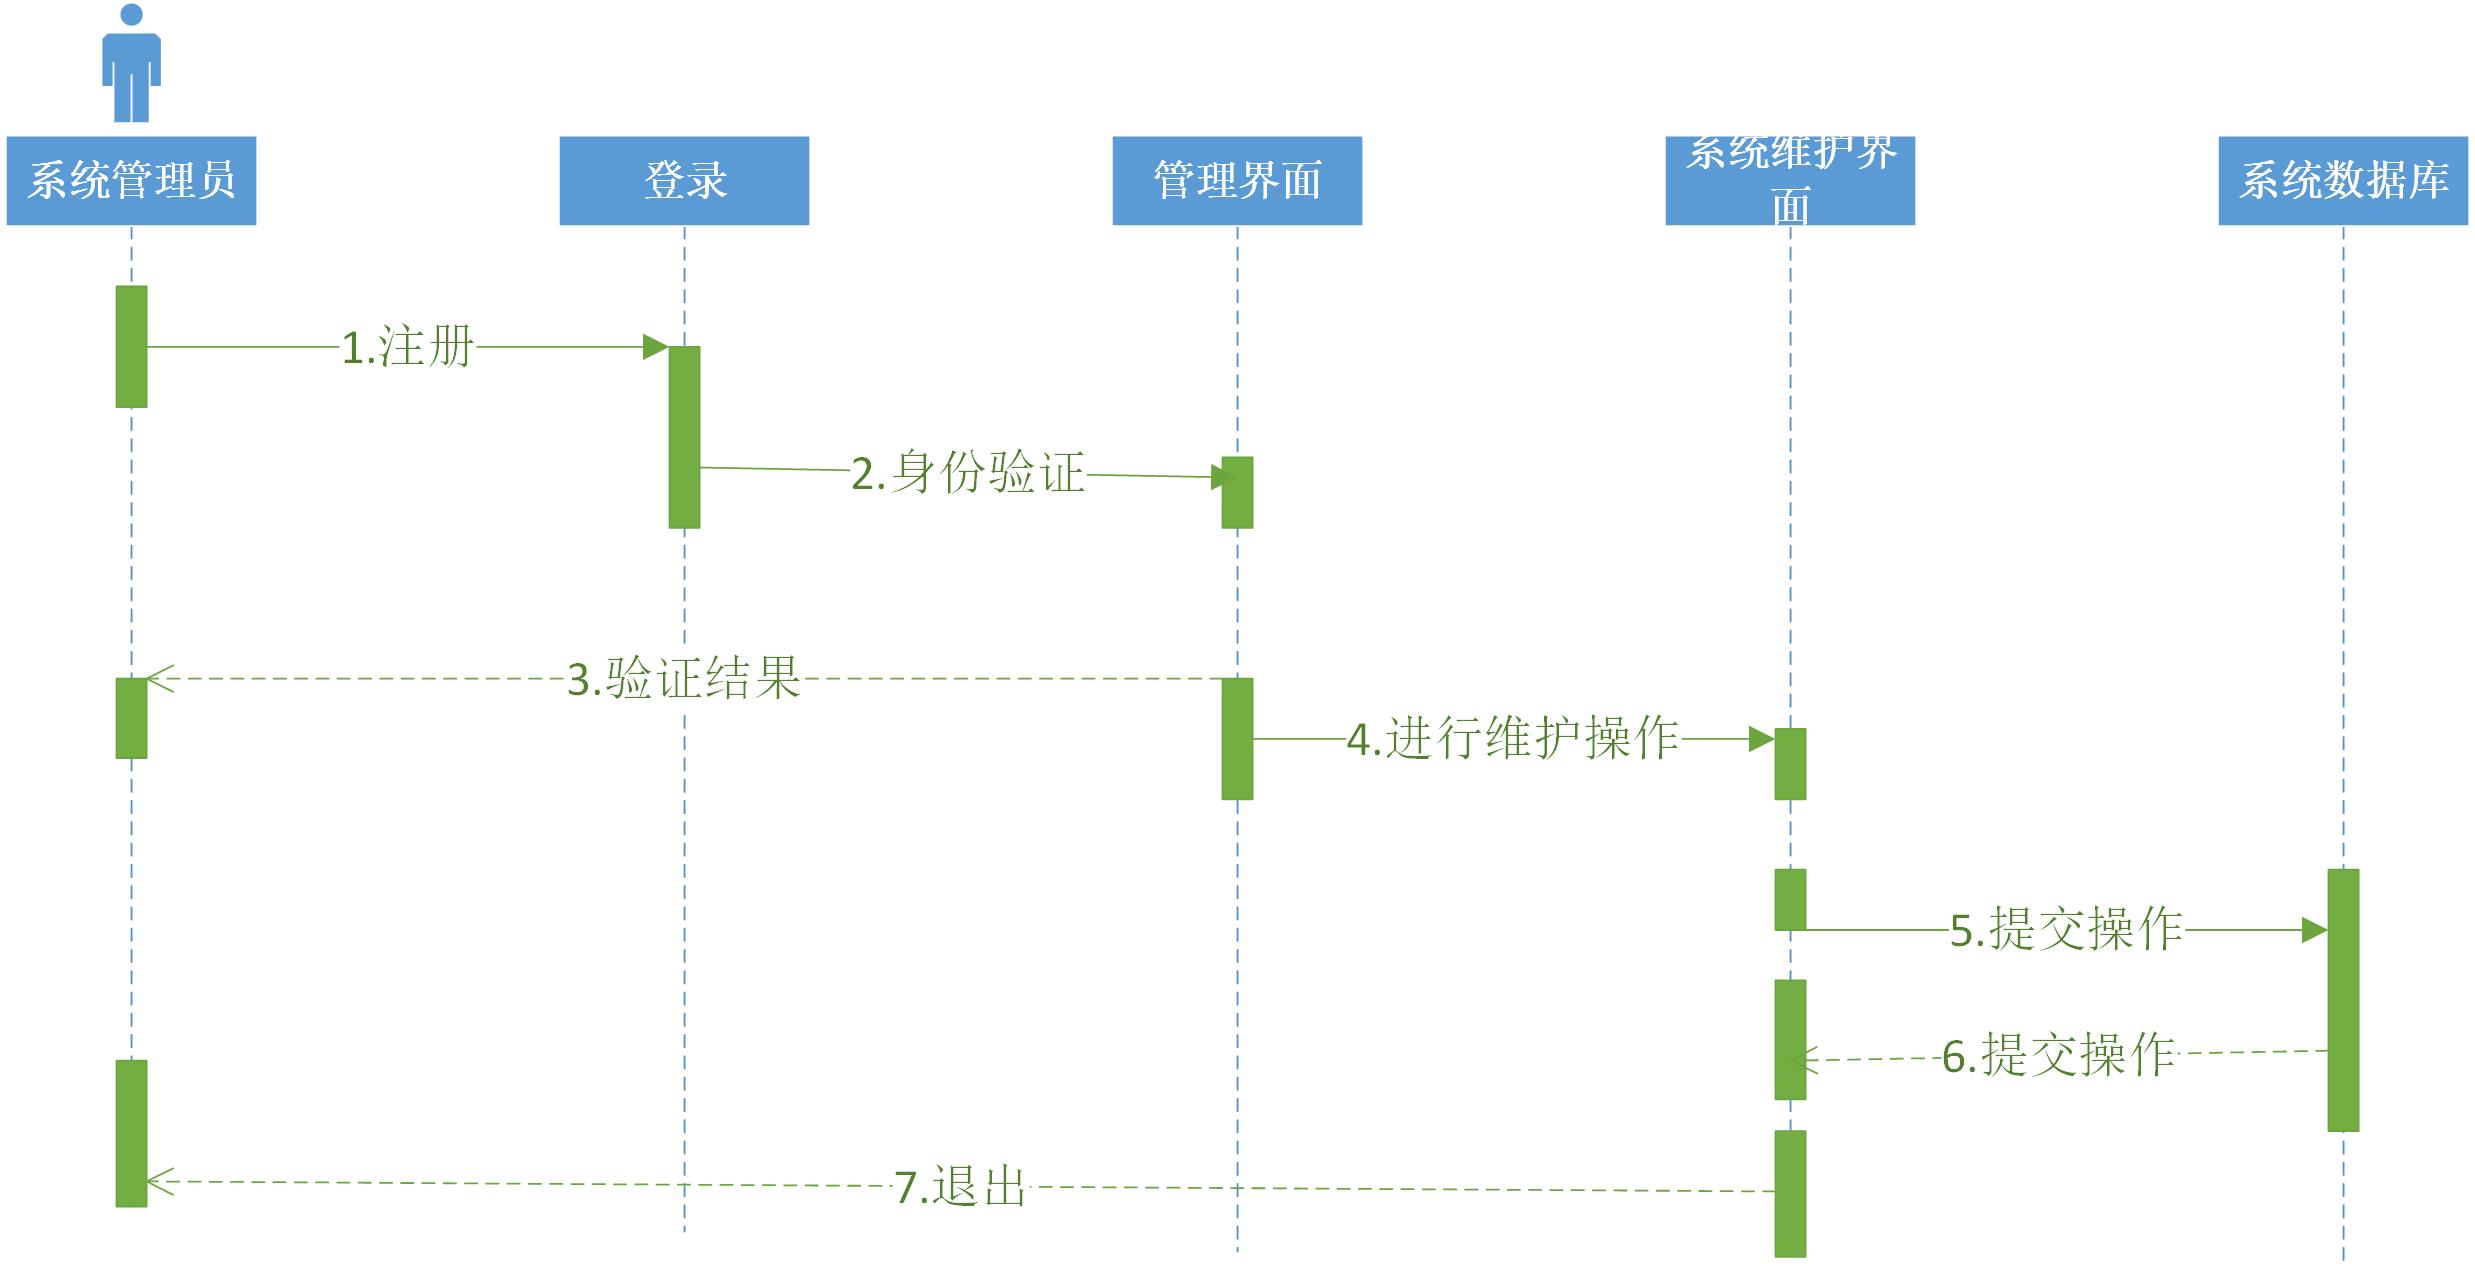 系统管理员
登录
管理界面
系统维护界
面
系统数据库
1.注册
2.身份验证
3.验证结果
4.进行维护操作
5.提交操作
6.提交操作
7.退出